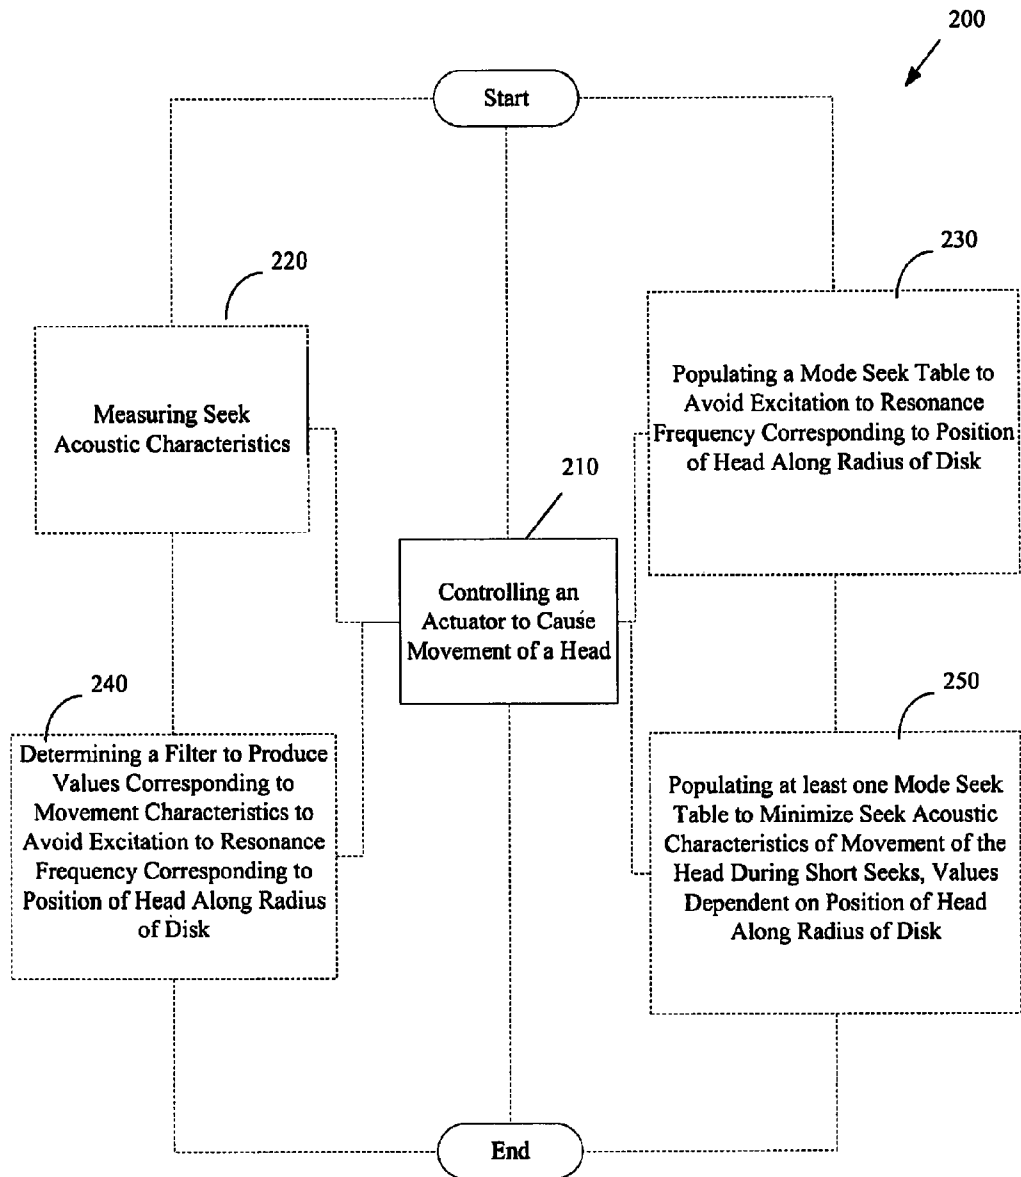 200
Start
220
230
Measuring Seek
Acoustic Characteristics
Populating a Mode Seek Table to
Avoid Excitation to Resonance
Frequency Corresponding to Position
of Head Along Radius of Disk
210
Controlling an
Actuator to Cause
Movement of a Head
240
Determining a Filter to Produce
Values Corresponding to
Movement Characteristics to
Avoid Excitation to Resonance
Frequency Corresponding to
Position of Head Along Radius
of Disk
250
Populating at least one Mode Seek
Table to Minimize Seek Acoustic
Characteristics of Movement of the
Head During Short Seeks, Values
Dependent on Position of Head
Along Radius of Disk
End